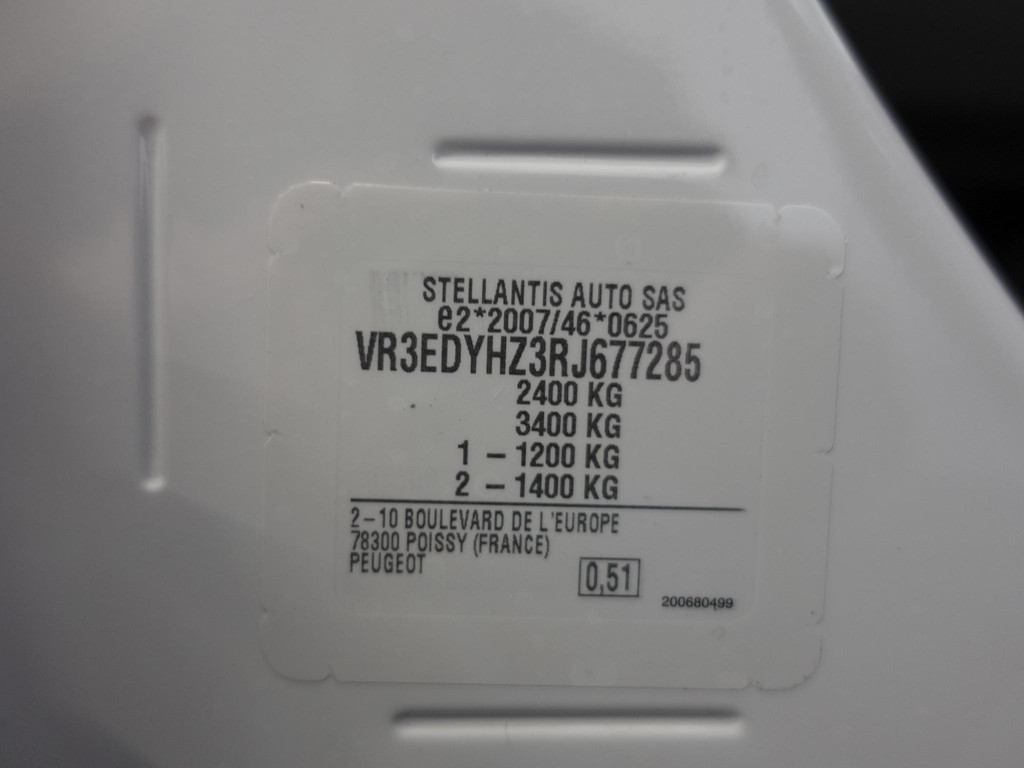 STELLANTIS AUTO SAS
e2*2007/46*0625
VR3EDYHZ3RJ677285
2400 KG
3400 KG
1 – 1200 KG
2 – 1400 KG
2–10 BOULEVARD DE L'EUROPE
78300 POISSY (FRANCE)
PEUGEOT
0,51
200680499